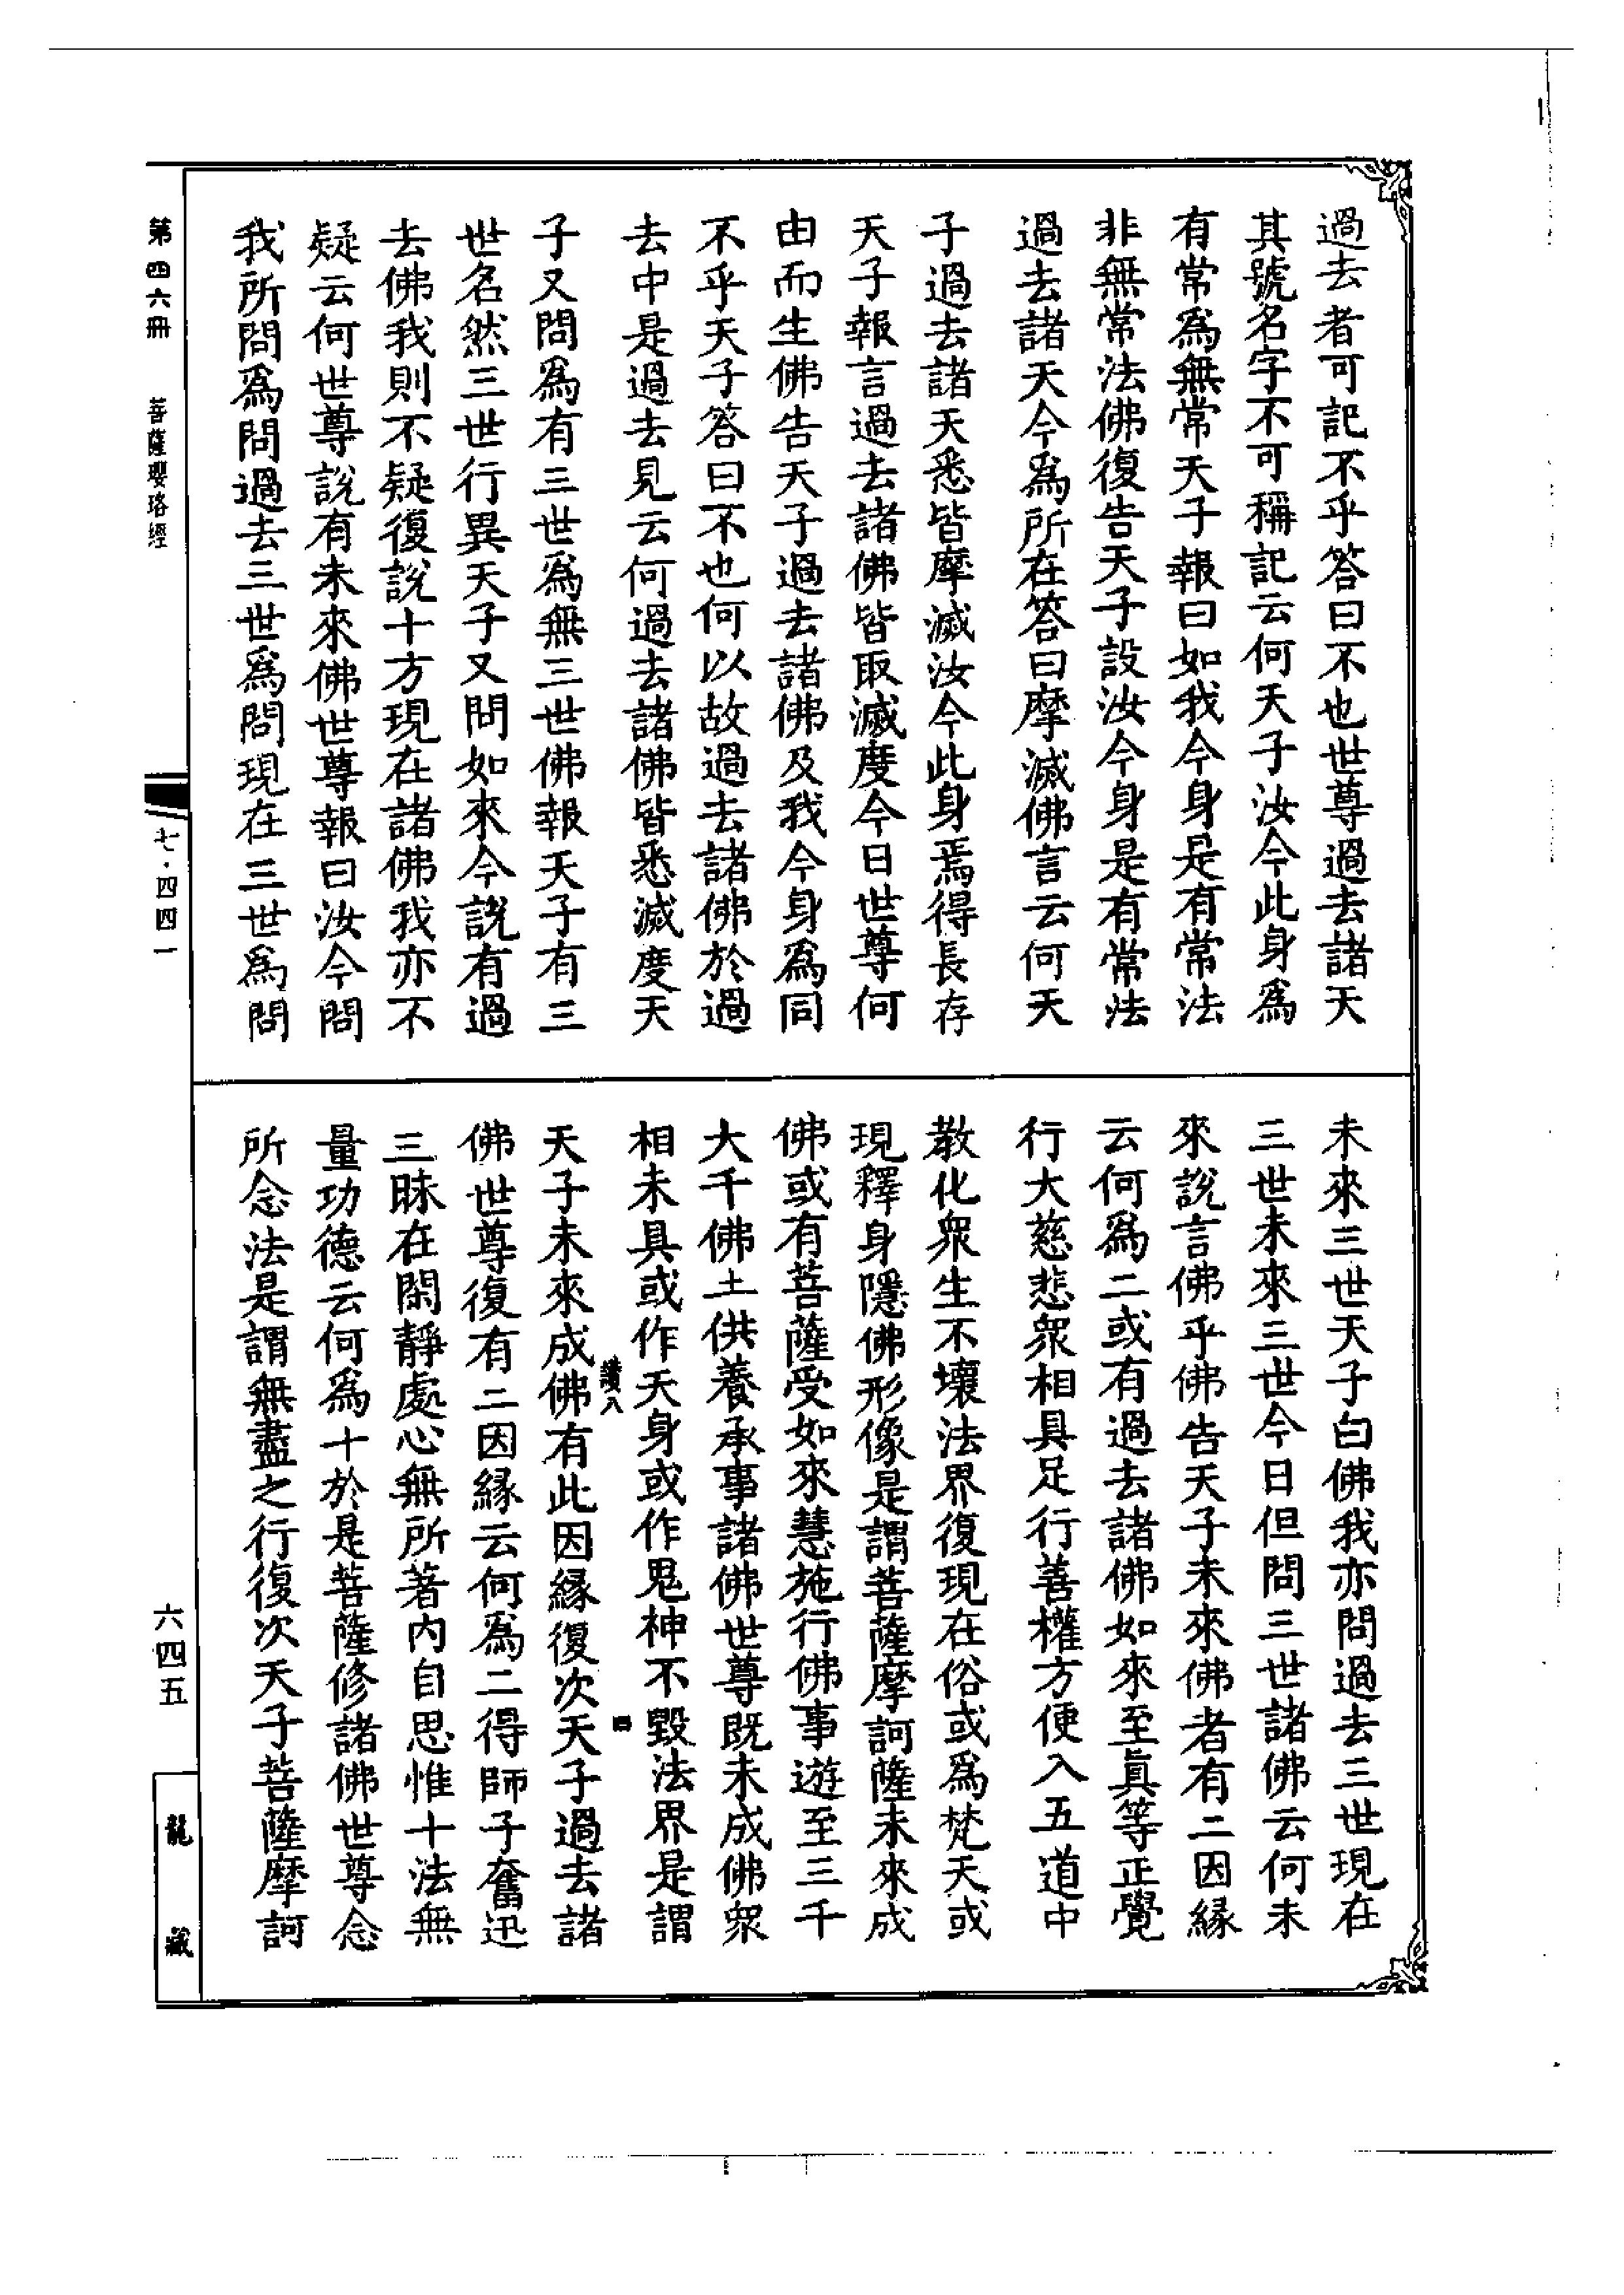 過去者可記不乎答曰不也世尊過去諸天
其號名字不可稱記云何天子汝今此身爲
有常爲無常天子報曰如我今身是有常法
非無常法佛復告天子設汝今身是有常法
過去諸天今爲所在答曰摩滅佛言云何天
子過去諸天悉皆摩滅汝今此身焉得長存
天子報言過去諸佛皆取滅度今日世尊何
由而生佛告天子過去諸佛及我今身爲同
不乎天子答曰不也何以故過去諸佛於過
去中是過去見云何過去諸佛皆悉滅度天
子又問爲有三世爲無三世佛報天子有三
世名然三世行異天子又問如來今說有過
去佛我則不疑復說十方現在諸佛我亦不
疑云何世尊說有未來佛世尊報曰汝今問
我所問爲問過去三世爲問現在三世爲問
未來三世天子白佛我亦問過去三世現在
三世未來三世今日但問三世諸佛云何未
來說言佛乎佛告天子未來佛者有二因緣
云何爲二或有過去諸佛如來至眞等正覺
行大慈悲衆相具足行善權方便入五道中
教化衆生不壞法界復現在俗或爲梵天或
現釋身隱佛形像是謂菩薩摩訶薩未來成
佛或有菩薩受如來慧施行佛事遊至三千
大千佛土供養承事諸佛世尊既未成佛衆
相未具或作天身或作鬼神不毀法界是謂
天子未來成佛有此因緣復次天子過去諸
佛世尊復有二因緣云何爲二得師子奮迅
三昧在閑靜處心無所著內自思惟十法無
量功德云何爲十於是菩薩修諸佛世尊念
所念法是謂無盡之行復次天子菩薩摩訶
第四六冊 菩薩瓔珞經
七·四四一
六四五
龍藏